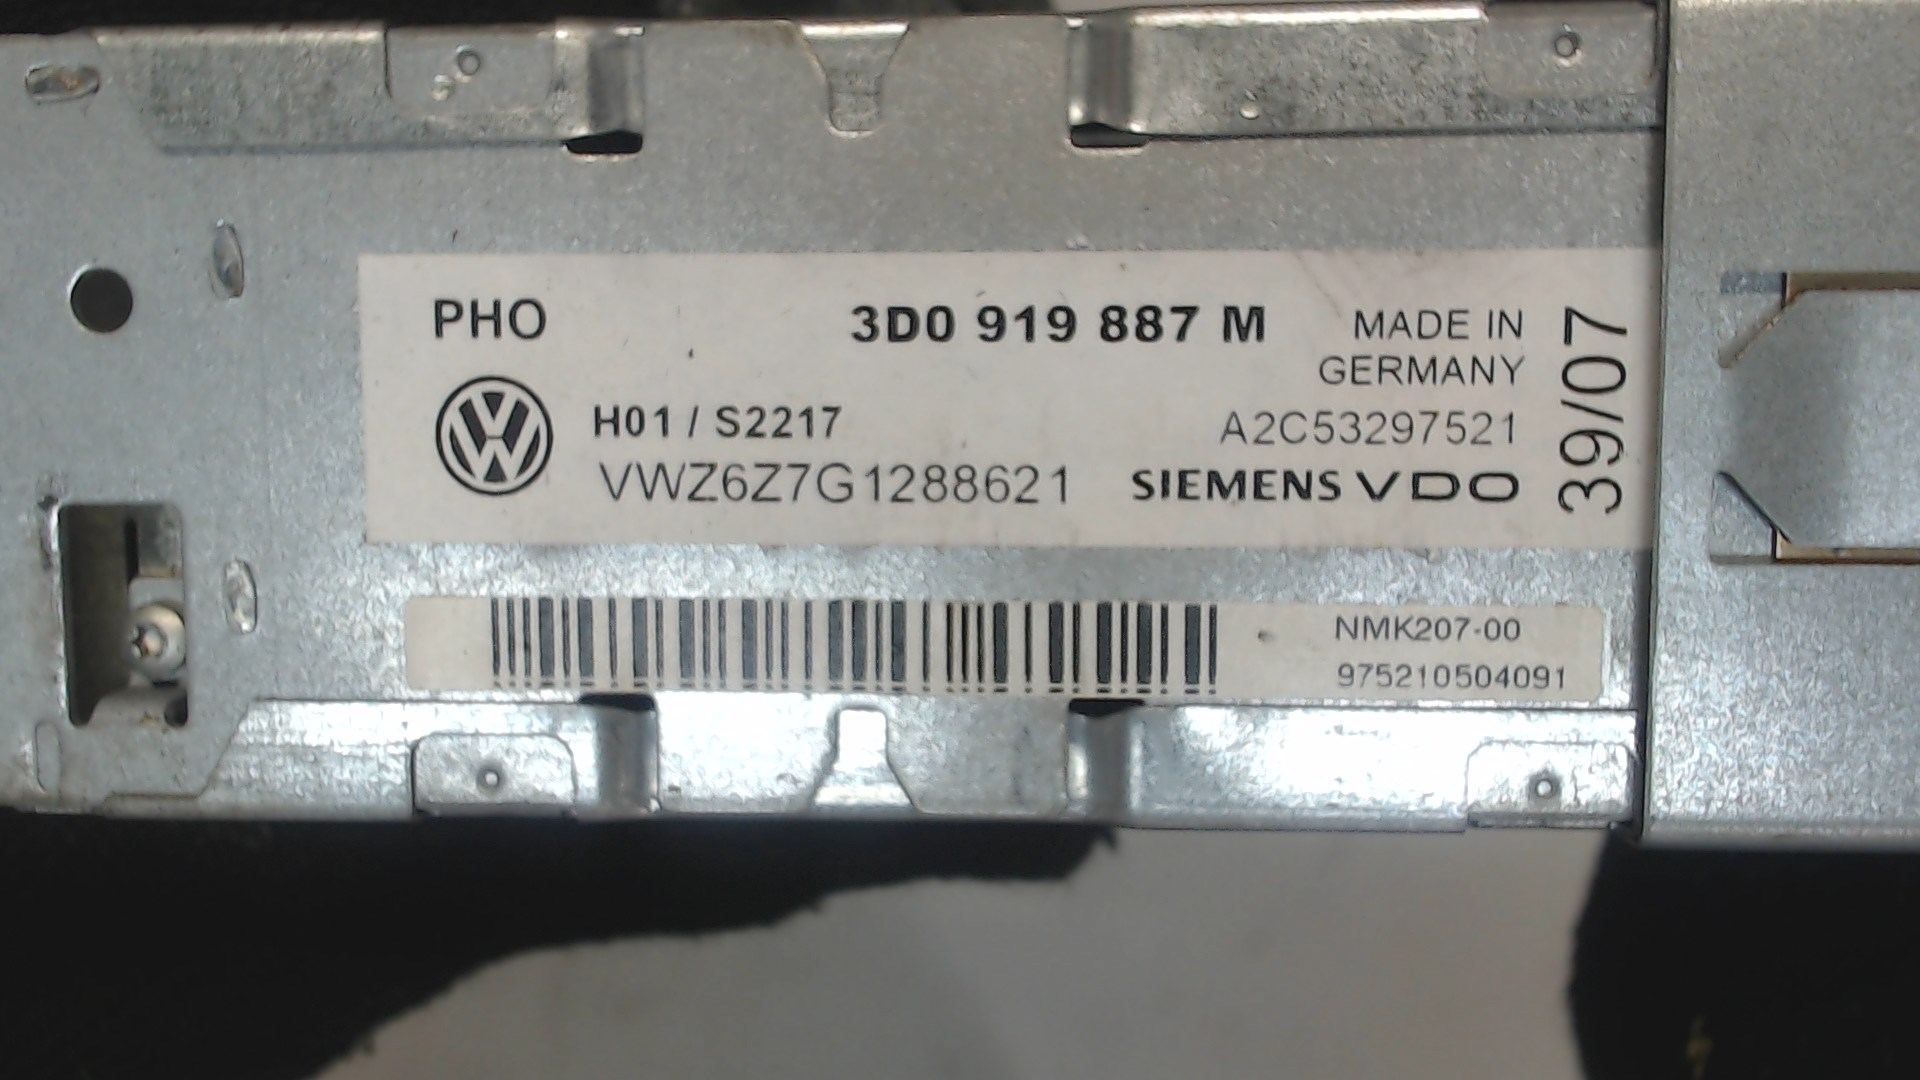 PHO 3D0 919 887 M MADE IN
GERMANY
H01 / S2217 A2C53297521
VWZ6Z7G1288621 SIEMENS VDO
39/07
NMK207-00
975210504091